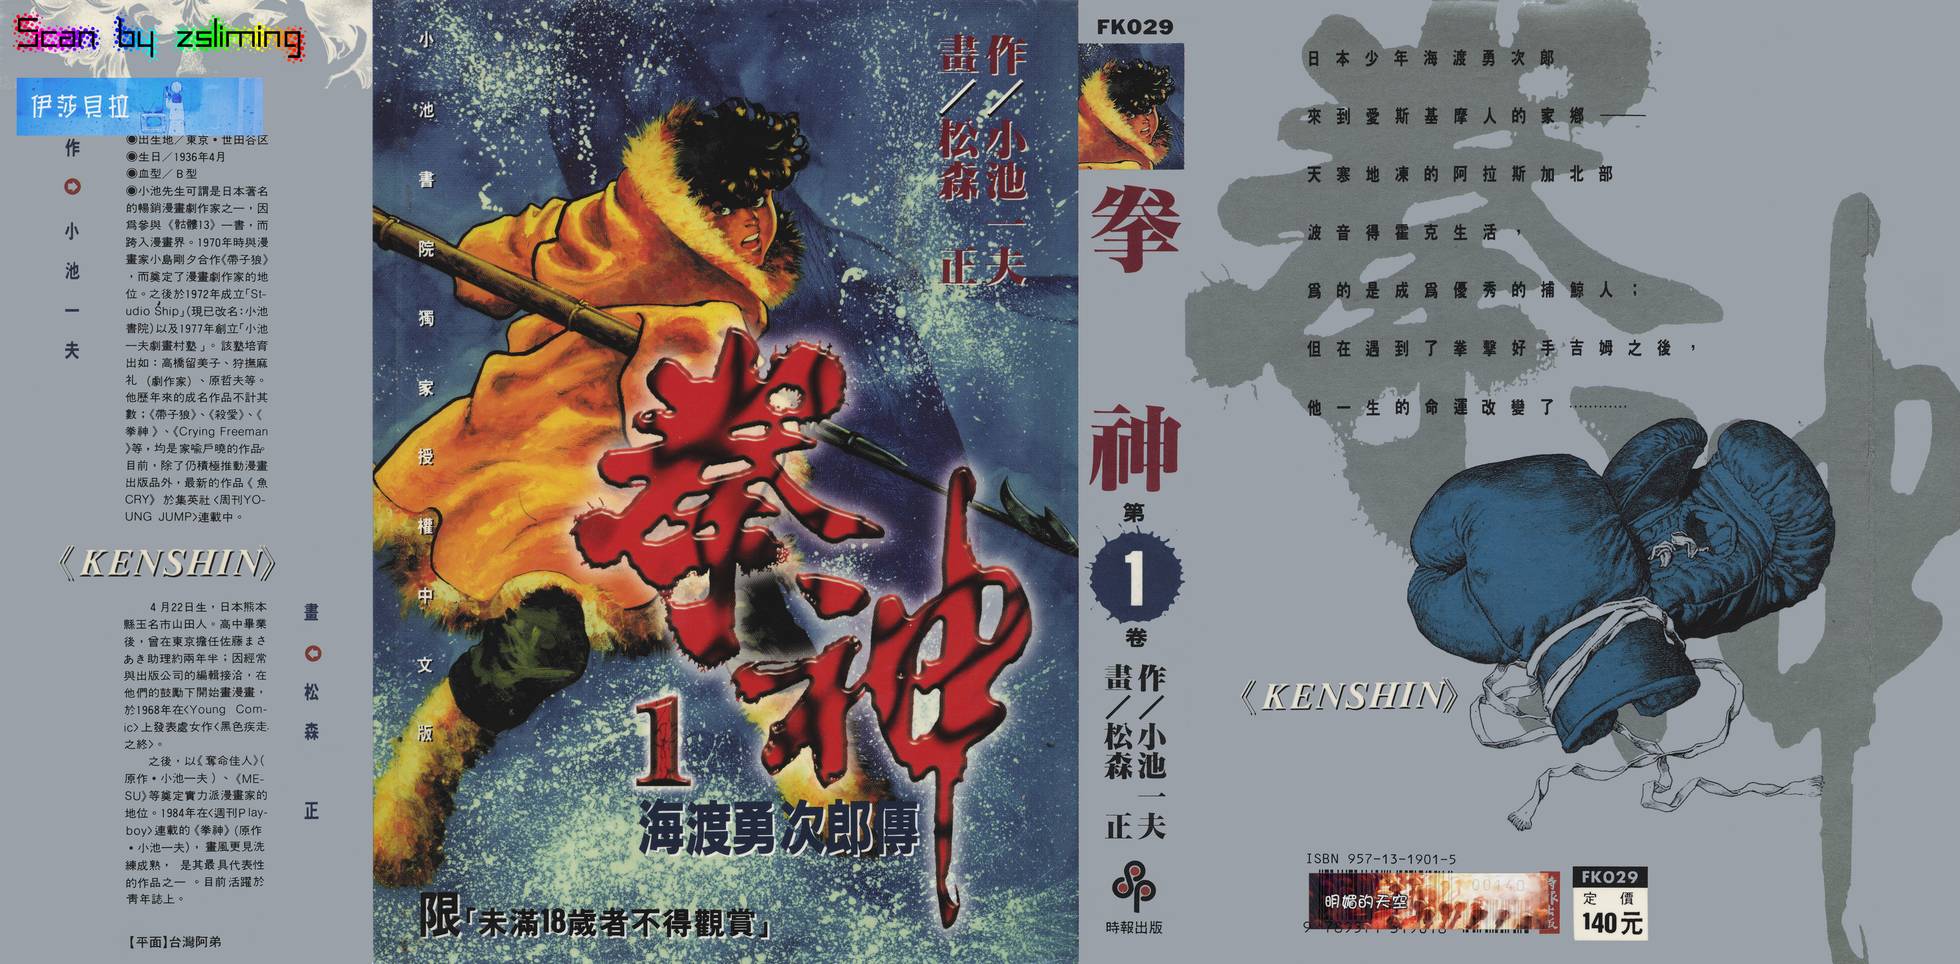 Scan by zsliming
伊莎貝拉
作
小池一夫
◉出生地／東京•世田谷区
◉生日／1936年4月
◉血型／B型
◉小池先生可謂是日本著名
的暢銷漫畫劇作家之一，因
爲參與《骷髏13》一書，而
跨入漫畫界。1970年時與漫
畫家小島剛夕合作《帶子狼》
，而奠定了漫畫劇作家的地
位。之後於1972年成立「St-
udio Ship」(現已改名：小池
書院)以及1977年創立「小池
一夫劇畫村塾」。該塾培育
出如：高橋留美子、狩撫麻
礼（劇作家）、原哲夫等。
他歷年來的成名作品不計其
數；《帶子狼》、《殺愛》、《
拳神》、《Crying Freeman
》等，均是家喩戶曉的作品。
目前，除了仍積極推動漫畫
出版品外，最新的作品《魚
CRY》於集英社〈周刊YO-
UNG JUMP〉連載中。
《KENSHIN》
畫
松森 正
4月22日生，日本熊本
縣玉名市山田人。高中畢業
後，曾在東京擔任佐藤まさ
あき助理約兩年半；因經常
與出版公司的編輯接洽，在
他們的鼓勵下開始畫漫畫，
於1968年在〈Young Com-
ic〉上發表處女作〈黑色疾走
之終〉。
之後，以《奪命佳人》(
原作•小池一夫）、《ME-
SU》等奠定實力派漫畫家的
地位。1984年在〈週刊Play-
boy〉連載的《拳神》(原作
•小池一夫)，畫風更見洗
練成熟，是其最具代表性
的作品之一。目前活躍於
靑年誌上。
【平面】台灣阿弟
小池書院獨家授權中文版
作／小池一夫
畫／松森 正
拳神
1
海渡勇次郎傳
限「未滿18歲者不得觀賞」
FK029
拳神
第
1
卷
作／小池一夫
畫／松森 正
時報出版
拳神
日本少年海渡勇次郎
來到愛斯基摩人的家鄉——
天寒地凍的阿拉斯加北部
波音得霍克生活，
爲的是成爲優秀的捕鯨人；
但在遇到了拳擊好手吉姆之後，
他一生的命運改變了…………
《KENSHIN》
ISBN 957-13-1901-5
00140
明媚的天空
FK029
定價
140元